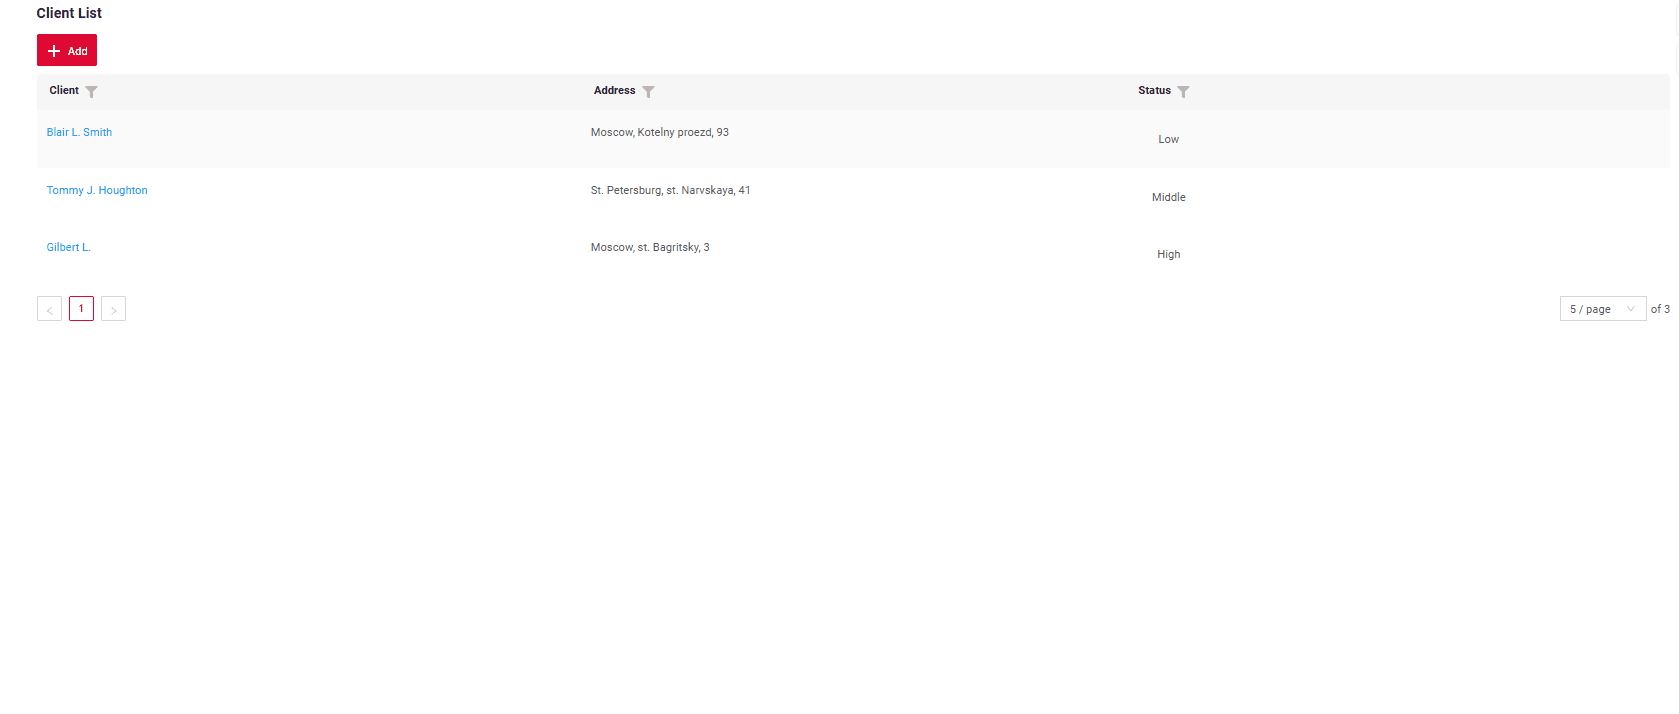 Client List
+ Add
Client Address Status
Blair L. Smith Moscow, Kotelny proezd, 93 Low
Tommy J. Houghton St. Petersburg, st. Narvskaya, 41 Middle
Gilbert L. Moscow, st. Bagritsky, 3 High
< 1 > 5 / page of 3